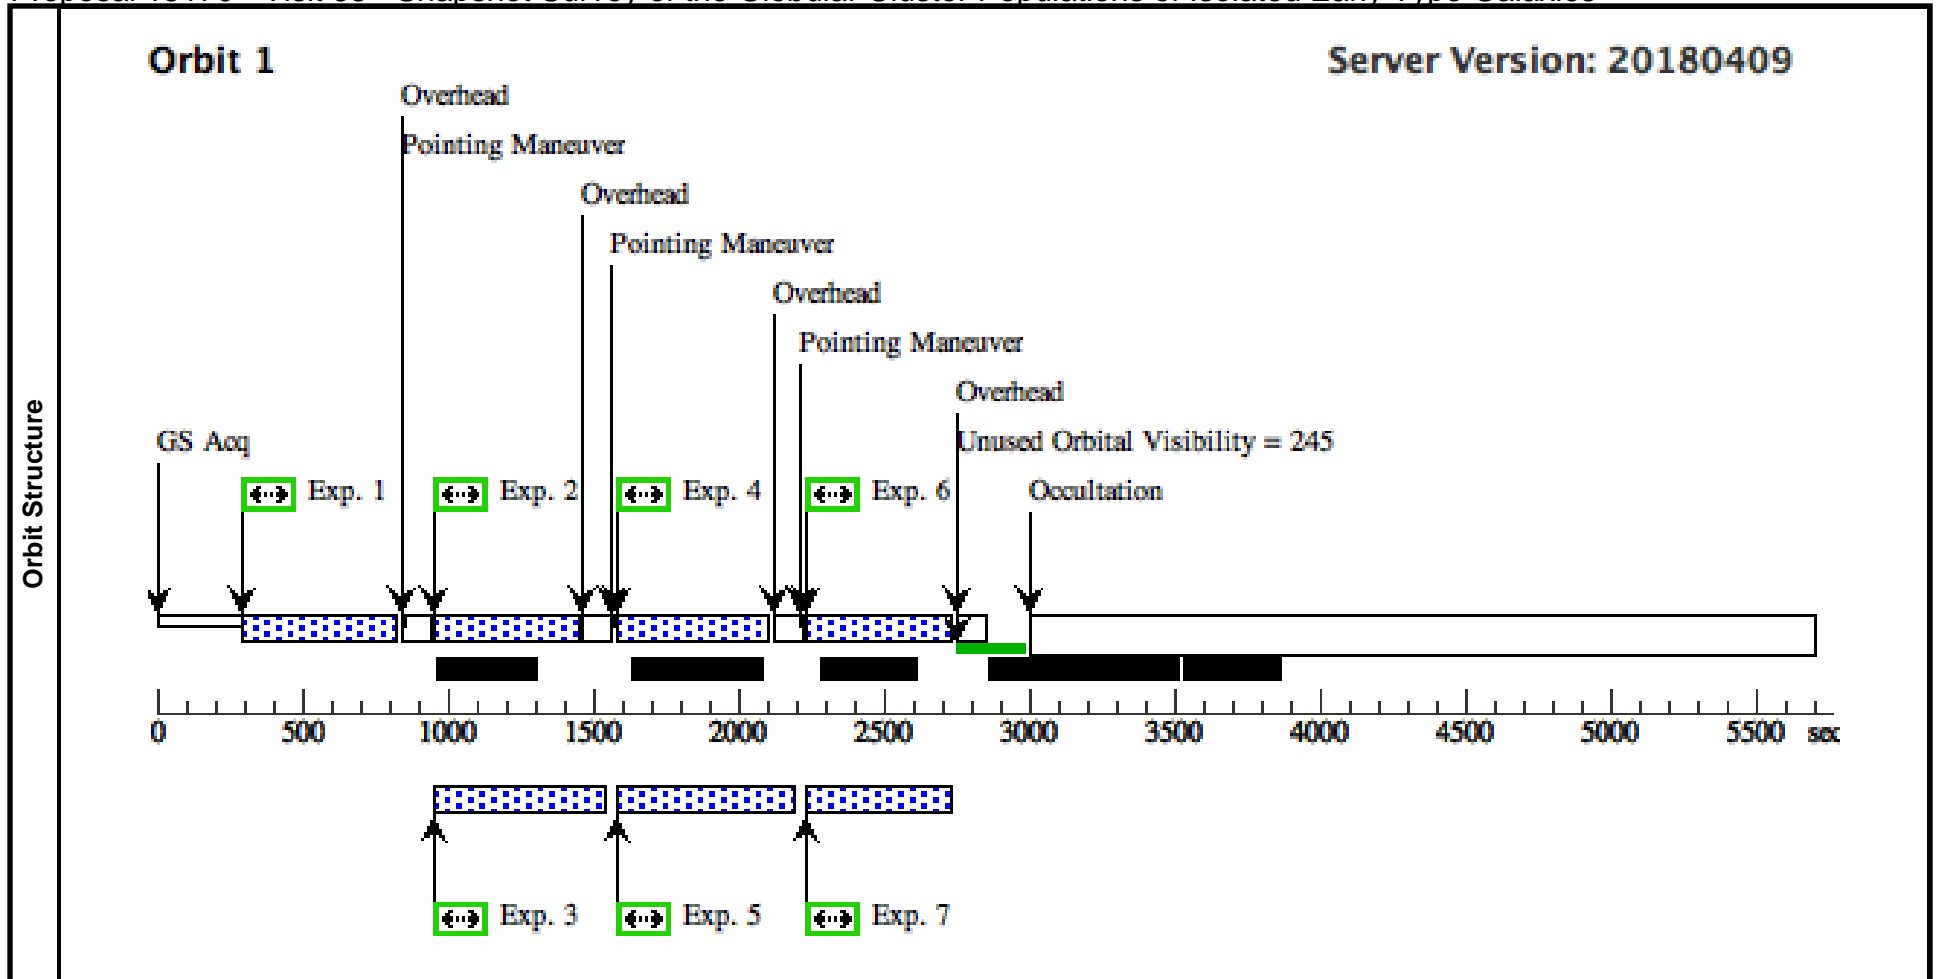 Orbit 1
Server Version: 20180409
Overhead
Pointing Maneuver
Overhead
Pointing Maneuver
Overhead
Pointing Maneuver
Overhead
GS Acq
Unused Orbital Visibility = 245
Exp. 1
Exp. 2
Exp. 4
Exp. 6
Occultation
Orbit Structure
0 500 1000 1500 2000 2500 3000 3500 4000 4500 5000 5500 sec
Exp. 3
Exp. 5
Exp. 7